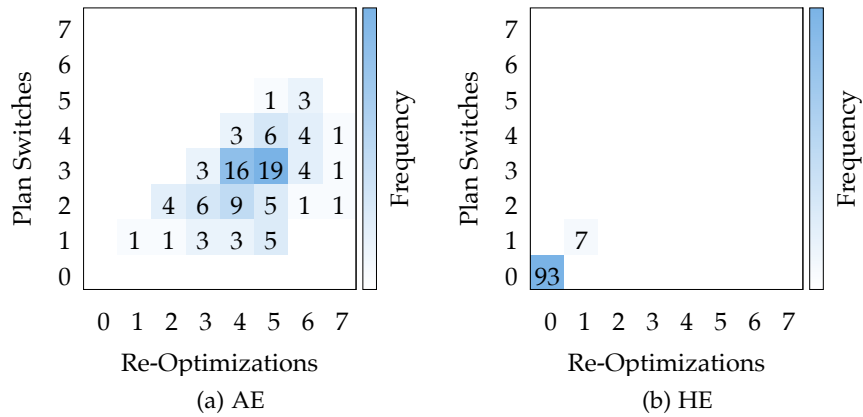 7
6
5 1 3
4 3 6 4 1
3 3 16 19 4 1
2 4 6 9 5 1 1
1 1 1 3 3 5
0
Plan Switches
Frequency
0 1 2 3 4 5 6 7
Re-Optimizations
(a) AE
7
6
5
4
3
2
1 7
0 93
Plan Switches
Frequency
0 1 2 3 4 5 6 7
Re-Optimizations
(b) HE